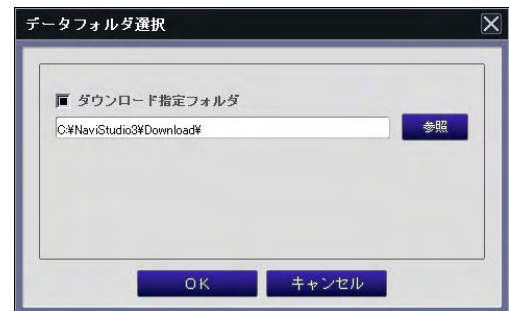 データフォルダ選択
ダウンロード指定フォルダ
C:¥NaviStudio3¥Download¥
参照
OK
キャンセル